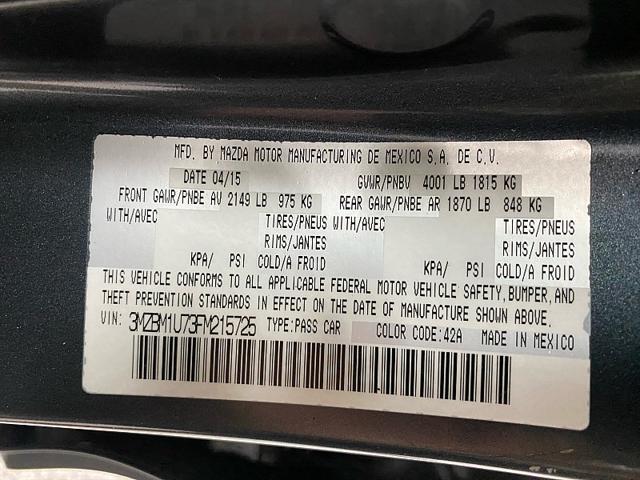 MFD. BY MAZDA MOTOR MANUFACTURING DE MEXICO S.A. DE C.V.
DATE 04/15 GVWR/PNBV 4001 LB 1815 KG
FRONT GAWR/PNBE AV 2149 LB 975 KG REAR GAWR/PNBE AR 1870 LB 848 KG
WITH/AVEC TIRES/PNEUS WITH/AVEC TIRES/PNEUS
RIMS/JANTES RIMS/JANTES
KPA/ PSI COLD/A FROID KPA/ PSI COLD/A FROID
THIS VEHICLE CONFORMS TO ALL APPLICABLE FEDERAL MOTOR VEHICLE SAFETY, BUMPER, AND
THEFT PREVENTION STANDARDS IN EFFECT ON THE DATE OF MANUFACTURE SHOWN ABOVE.
VIN: 3MZBM1U73FM215725 TYPE:PASS CAR COLOR CODE:42A MADE IN MEXICO